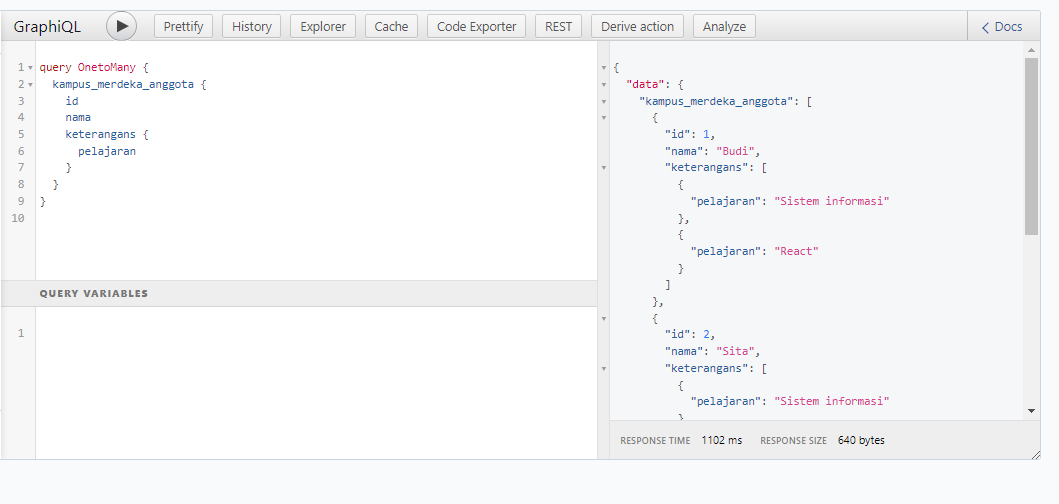 GraphiQL Prettify History Explorer Cache Code Exporter REST Derive action Analyze Docs
1 query OnetoMany {
2 kampus_merdeka_anggota {
3 id
4 nama
5 keterangans {
6 pelajaran
7 }
8 }
9 }
10
QUERY VARIABLES
1
{
"data": {
"kampus_merdeka_anggota": [
{
"id": 1,
"nama": "Budi",
"keterangans": [
{
"pelajaran": "Sistem informasi"
},
{
"pelajaran": "React"
}
]
},
{
"id": 2,
"nama": "Sita",
"keterangans": [
{
"pelajaran": "Sistem informasi"
}
RESPONSE TIME 1102 ms RESPONSE SIZE 640 bytes